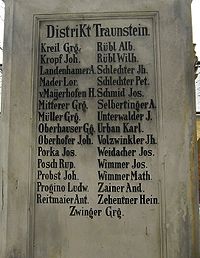 Distrikt Traunstein.
Kreil Grg. Rübl Alb.
Kropf Joh. Rübl Wilh.
Landenhamer A. Schlechter Jh.
Mader Lor. Schlechter Pet.
v. Maijerhofen H. Schmid Jos.
Mitterer Grg. Selbertinger A.
Müller Grg. Unterwalder J.
Oberhauser Gg. Urban Karl.
Oberhofer Joh. Volzwinkler Jh.
Porka Jos. Weidacher Jos.
Posch Rup. Wimmer Jos.
Probst Joh. Wimmer Math.
Progino Ludw. Zainer And.
Reitmaier Ant. Zehentner Hein.
Zwinger Grg.